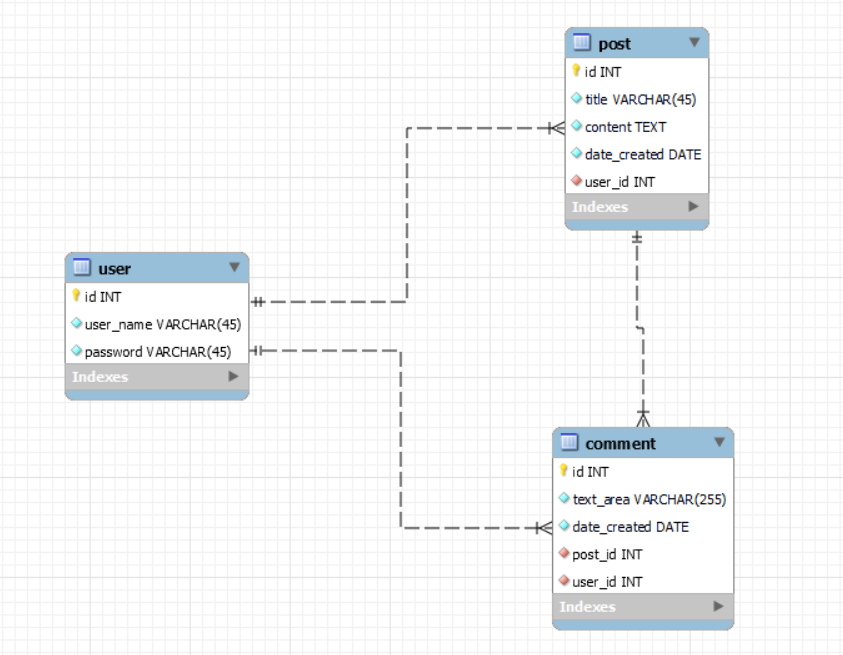 post
id INT
title VARCHAR(45)
content TEXT
date_created DATE
user_id INT
Indexes
user
id INT
user_name VARCHAR(45)
password VARCHAR(45)
Indexes
comment
id INT
text_area VARCHAR(255)
date_created DATE
post_id INT
user_id INT
Indexes